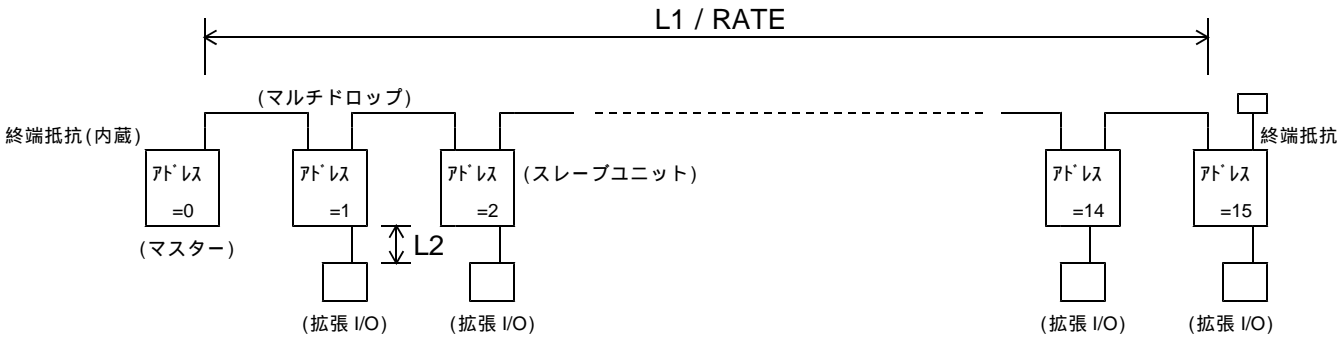 L1 / RATE
(マルチドロップ)
終端抵抗(内蔵)
終端抵抗
アドレス
=0
アドレス
=1
アドレス
=2
(スレーブユニット)
アドレス
=14
アドレス
=15
(マスター)
L2
(拡張 I/O)
(拡張 I/O)
(拡張 I/O)
(拡張 I/O)